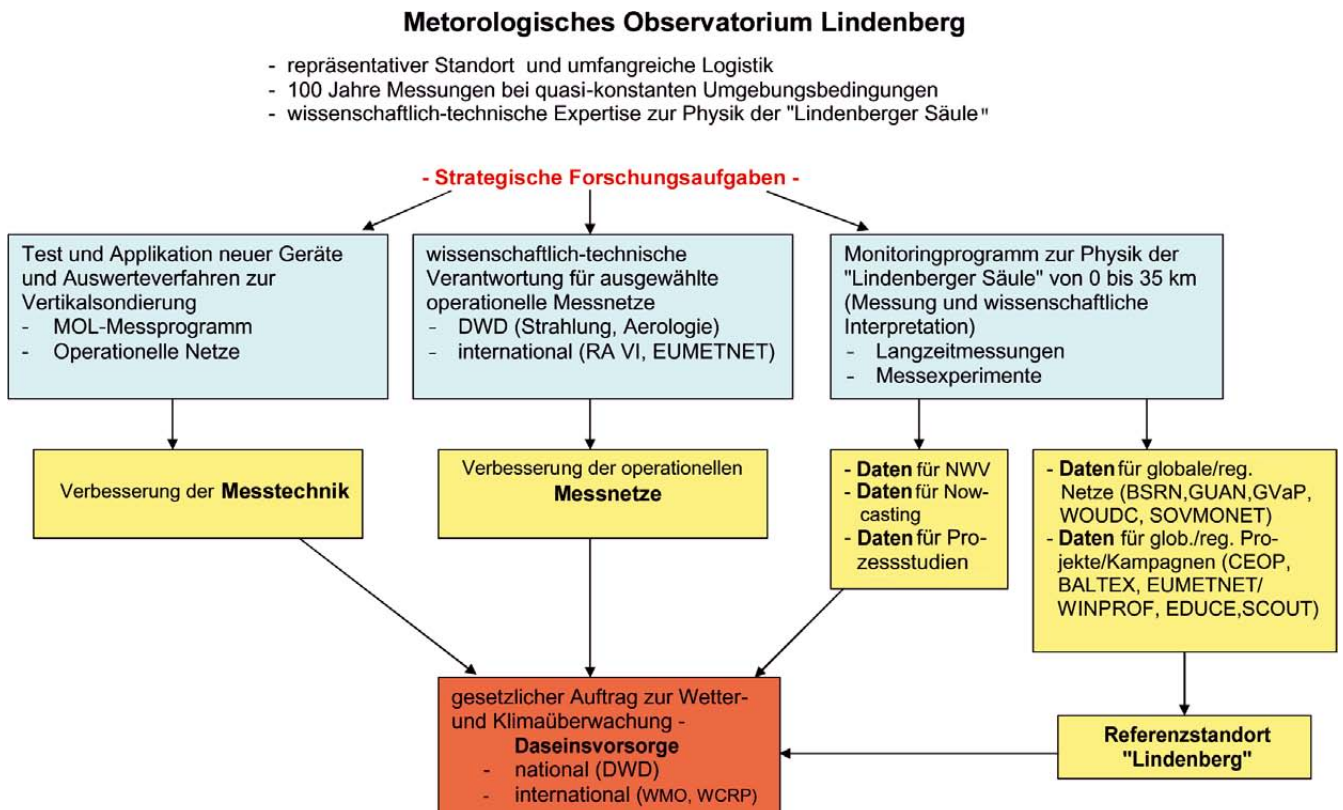 Metorologisches Observatorium Lindenberg
- repräsentativer Standort und umfangreiche Logistik
- 100 Jahre Messungen bei quasi-konstanten Umgebungsbedingungen
- wissenschaftlich-technische Expertise zur Physik der "Lindenberger Säule"
- Strategische Forschungsaufgaben -
Test und Applikation neuer Geräte
und Auswerteverfahren zur
Vertikalsondierung
- MOL-Messprogramm
- Operationelle Netze
wissenschaftlich-technische
Verantwortung für ausgewählte
operationelle Messnetze
- DWD (Strahlung, Aerologie)
- international (RA VI, EUMETNET)
Monitoringprogramm zur Physik der
"Lindenberger Säule" von 0 bis 35 km
(Messung und wissenschaftliche
Interpretation)
- Langzeitmessungen
- Messexperimente
Verbesserung der Messtechnik
Verbesserung der operationellen
Messnetze
- Daten für NWV
- Daten für Now-
casting
- Daten für Pro-
zessstudien
- Daten für globale/reg.
Netze (BSRN,GUAN,GVaP,
WOUDC, SOVMONET)
- Daten für glob./reg. Pro-
jekte/Kampagnen (CEOP,
BALTEX, EUMETNET/
WINPROF, EDUCE,SCOUT)
gesetzlicher Auftrag zur Wetter-
und Klimaüberwachung -
Daseinsvorsorge
- national (DWD)
- international (WMO, WCRP)
Referenzstandort
"Lindenberg"